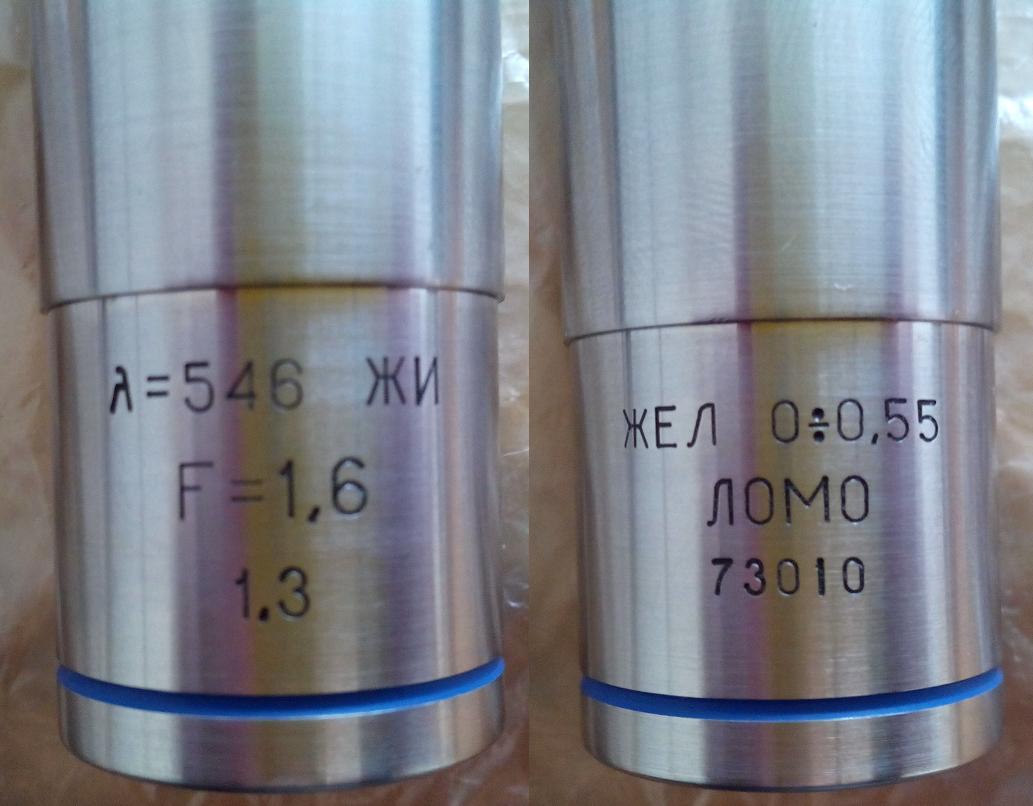 λ=546 ЖИ
F=1,6
1.3
ЖЕЛ 0÷0,55
ЛОМО
73010